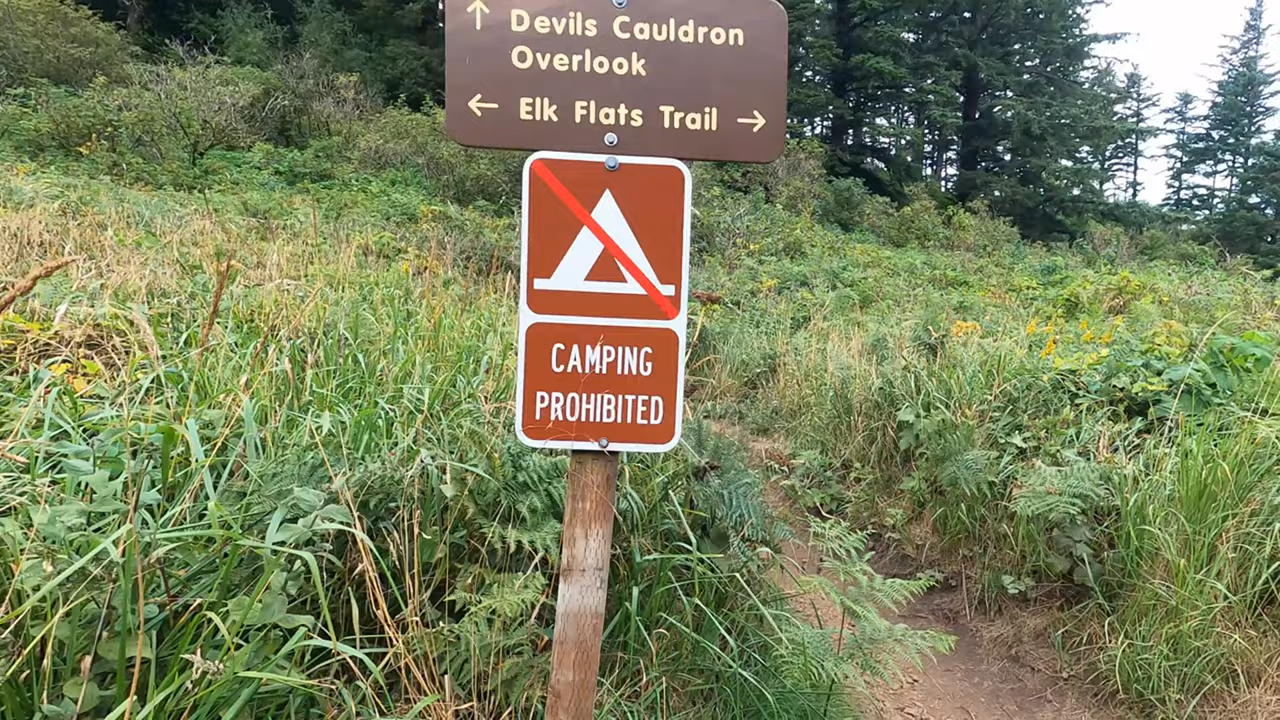 ↑ Devils Cauldron
Overlook
← Elk Flats Trail →
CAMPING
PROHIBITED